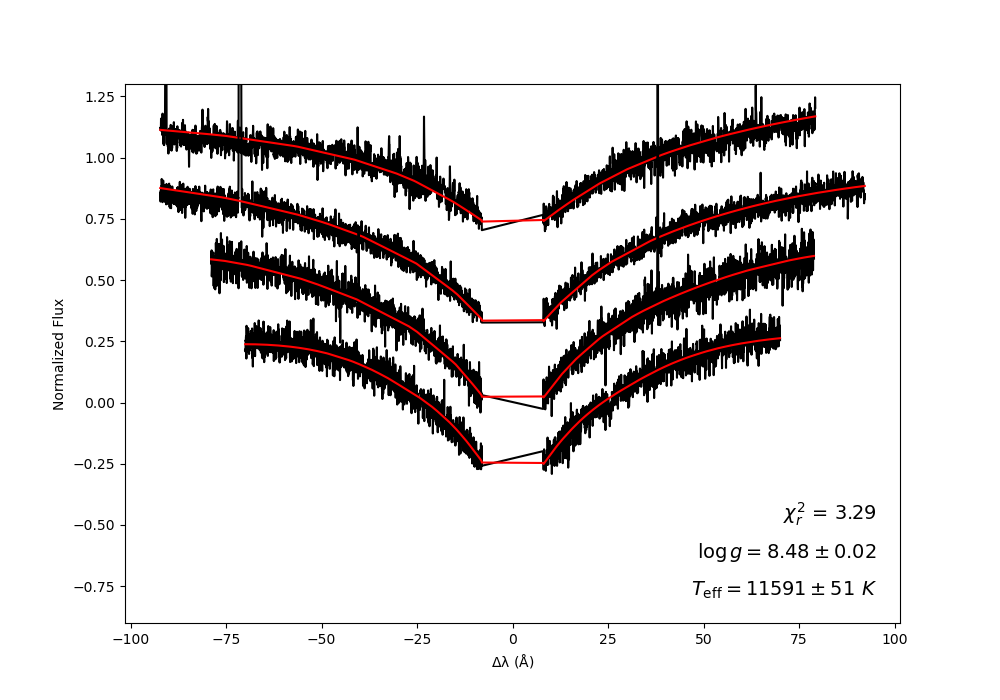 1.25
1.00
0.75
0.50
0.25
0.00
−0.25
−0.50
−0.75
Normalized Flux
χ²ᵣ = 3.29
log g = 8.48 ± 0.02
T_eff = 11591 ± 51 K
−100 −75 −50 −25 0 25 50 75 100
Δλ (Å)